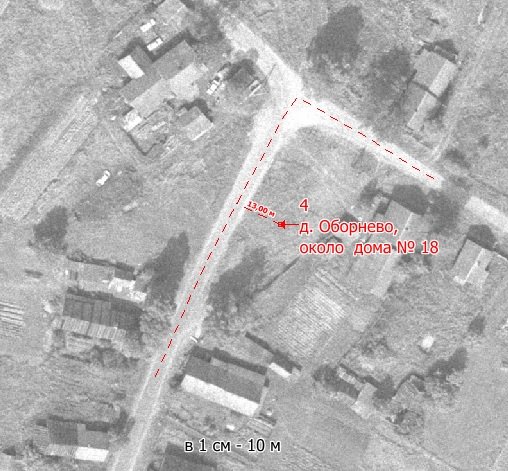 4
13,00 м
д. Оборнево,
около дома № 18
в 1 см - 10 м